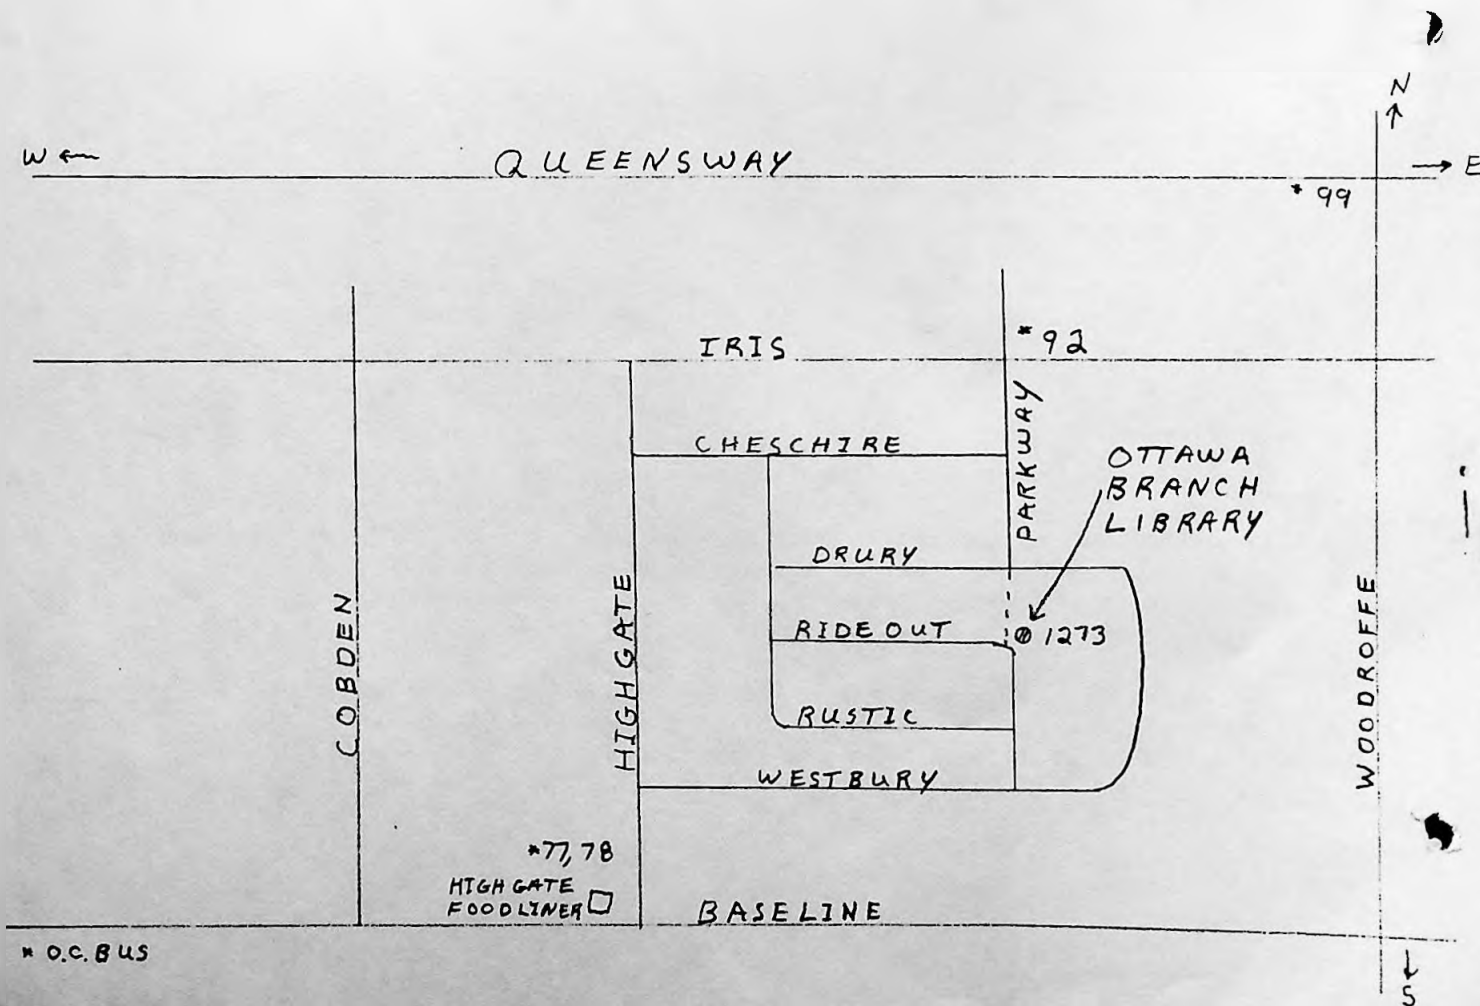 N
W
QUEENSWAY
E
* 99
IRIS
* 92
CHESCHIRE
PARKWAY
OTTAWA
BRANCH
LIBRARY
DRURY
COBDEN
HIGHGATE
RIDEOUT
1273
WOODROFFE
RUSTIC
WESTBURY
*77, 78
HIGHGATE
FOODLINER
BASELINE
* O.C. BUS
S